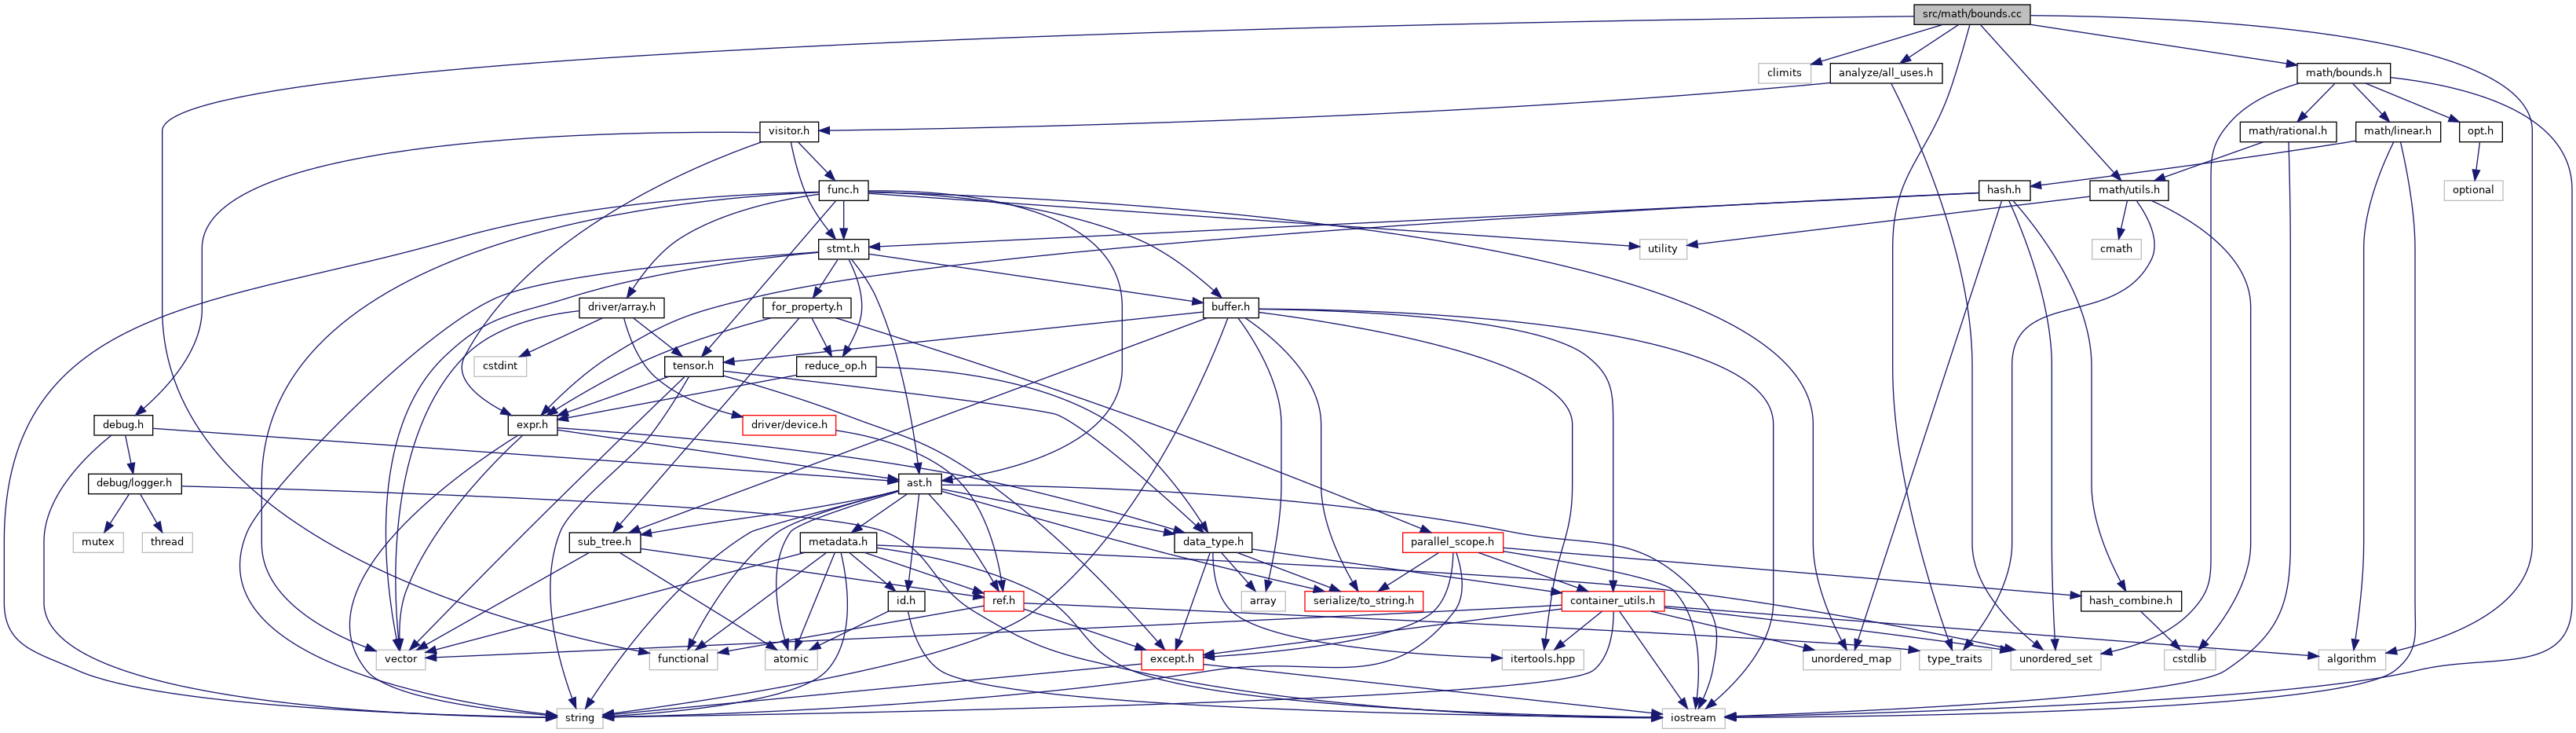 src/math/bounds.cc
climits
analyze/all_uses.h
math/bounds.h
visitor.h
math/rational.h
math/linear.h
opt.h
func.h
hash.h
math/utils.h
optional
stmt.h
utility
cmath
driver/array.h
for_property.h
buffer.h
cstdint
tensor.h
reduce_op.h
debug.h
expr.h
driver/device.h
debug/logger.h
ast.h
mutex
thread
sub_tree.h
metadata.h
data_type.h
parallel_scope.h
id.h
ref.h
array
serialize/to_string.h
container_utils.h
hash_combine.h
vector
functional
atomic
except.h
itertools.hpp
unordered_map
type_traits
unordered_set
cstdlib
algorithm
string
iostream